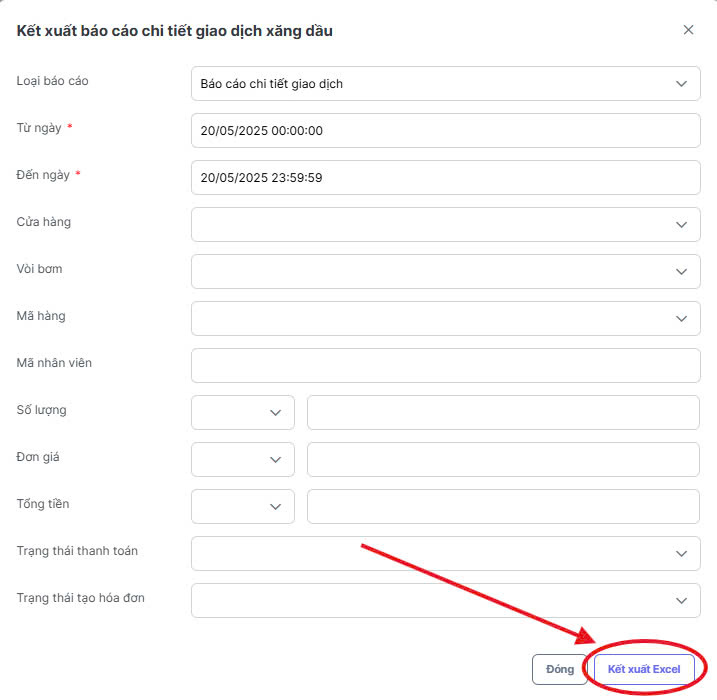 Kết xuất báo cáo chi tiết giao dịch xăng dầu
Loại báo cáo
Báo cáo chi tiết giao dịch
Từ ngày *
20/05/2025 00:00:00
Đến ngày *
20/05/2025 23:59:59
Cửa hàng
Vòi bơm
Mã hàng
Mã nhân viên
Số lượng
Đơn giá
Tổng tiền
Trạng thái thanh toán
Trạng thái tạo hóa đơn
Đóng
Kết xuất Excel